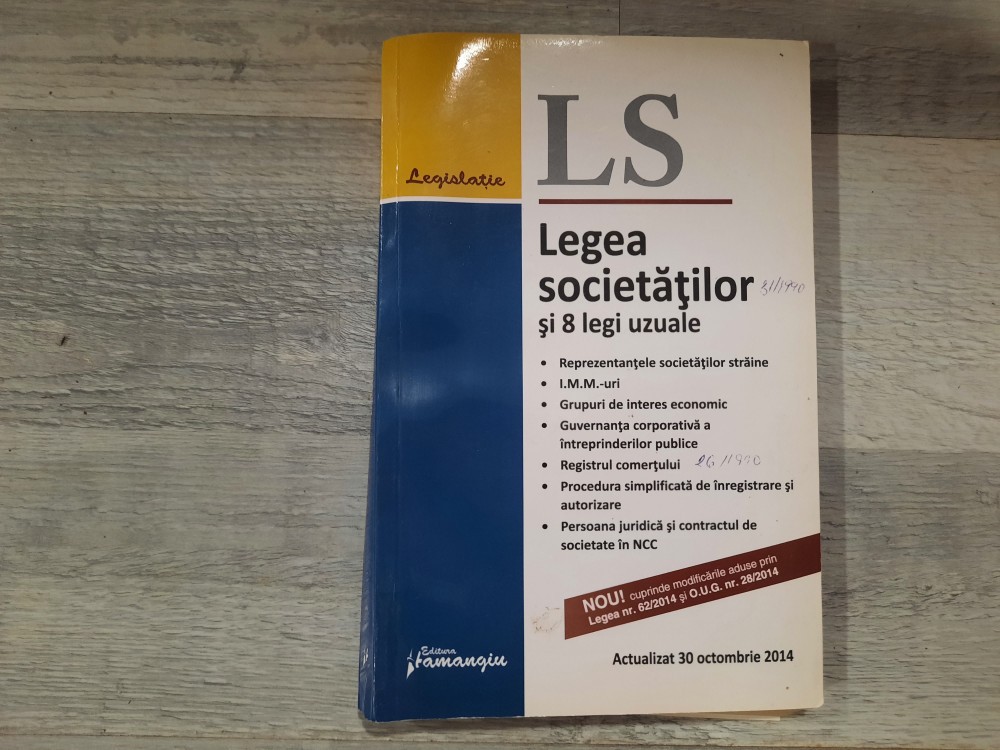 LS
Legislaţie
Legea
societăţilor 31/1990
şi 8 legi uzuale
• Reprezentanţele societăţilor străine
• I.M.M.-uri
• Grupuri de interes economic
• Guvernanţa corporativă a
întreprinderilor publice
• Registrul comerţului 26/1990
• Procedura simplificată de înregistrare şi
autorizare
• Persoana juridică şi contractul de
societate în NCC
NOU! cuprinde modificările aduse prin
Legea nr. 62/2014 şi O.U.G. nr. 28/2014
Editura
Hamangiu
Actualizat 30 octombrie 2014